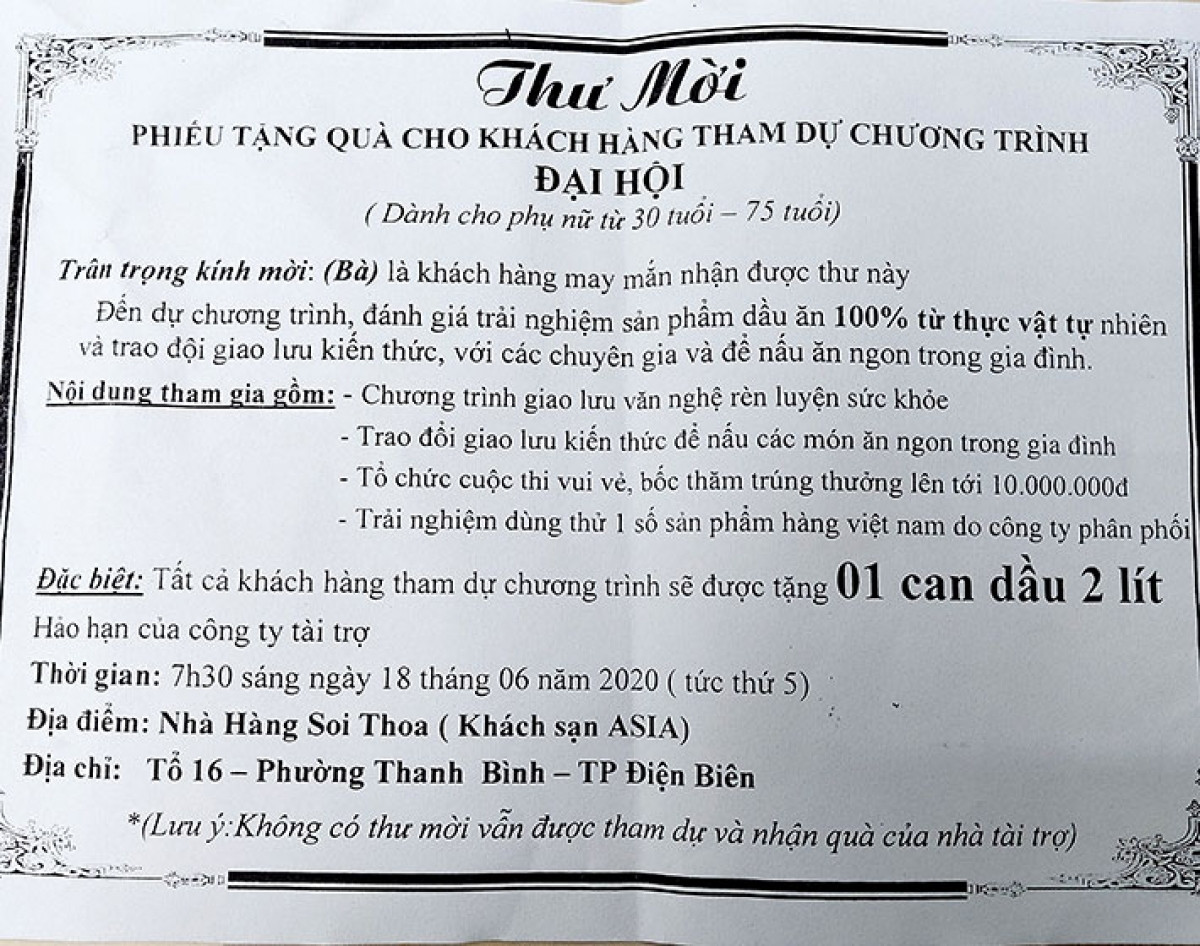 Thư Mời
PHIẾU TẶNG QUÀ CHO KHÁCH HÀNG THAM DỰ CHƯƠNG TRÌNH
ĐẠI HỘI
( Dành cho phụ nữ từ 30 tuổi – 75 tuổi)
Trân trọng kính mời: (Bà) là khách hàng may mắn nhận được thư này
Đến dự chương trình, đánh giá trải nghiệm sản phẩm dầu ăn 100% từ thực vật tự nhiên
và trao đội giao lưu kiến thức, với các chuyên gia và để nấu ăn ngon trong gia đình.
Nội dung tham gia gồm: - Chương trình giao lưu văn nghệ rèn luyện sức khỏe
- Trao đổi giao lưu kiến thức để nấu các món ăn ngon trong gia đình
- Tổ chức cuộc thi vui vẻ, bốc thăm trúng thưởng lên tới 10.000.000đ
- Trải nghiệm dùng thử 1 số sản phẩm hàng việt nam do công ty phân phối
Đặc biệt: Tất cả khách hàng tham dự chương trình sẽ được tặng 01 can dầu 2 lít
Hảo hạn của công ty tài trợ
Thời gian: 7h30 sáng ngày 18 tháng 06 năm 2020 ( tức thứ 5)
Địa điểm: Nhà Hàng Soi Thoa ( Khách sạn ASIA)
Địa chỉ: Tổ 16 – Phường Thanh Bình – TP Điện Biên
*(Lưu ý:Không có thư mời vẫn được tham dự và nhận quà của nhà tài trợ)